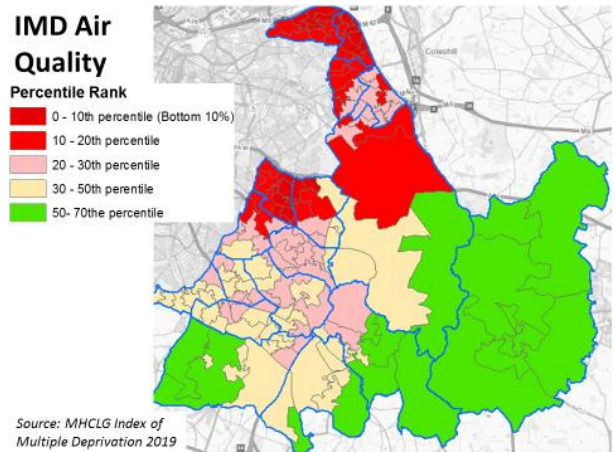 IMD Air
Quality
Percentile Rank
0 - 10th percentile (Bottom 10%)
10 - 20th percentile
20 - 30th percentile
30 - 50th perentile
50- 70the percentile
Coleshill
Source: MHCLG Index of
Multiple Deprivation 2019